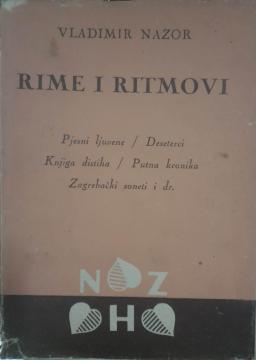 VLADIMIR NAZOR
RIME I RITMOVI
Pjesni ljuvene / Deseterci
Knjiga distiha / Putna kronika
Zagrebački soneti i dr.
N Z
H